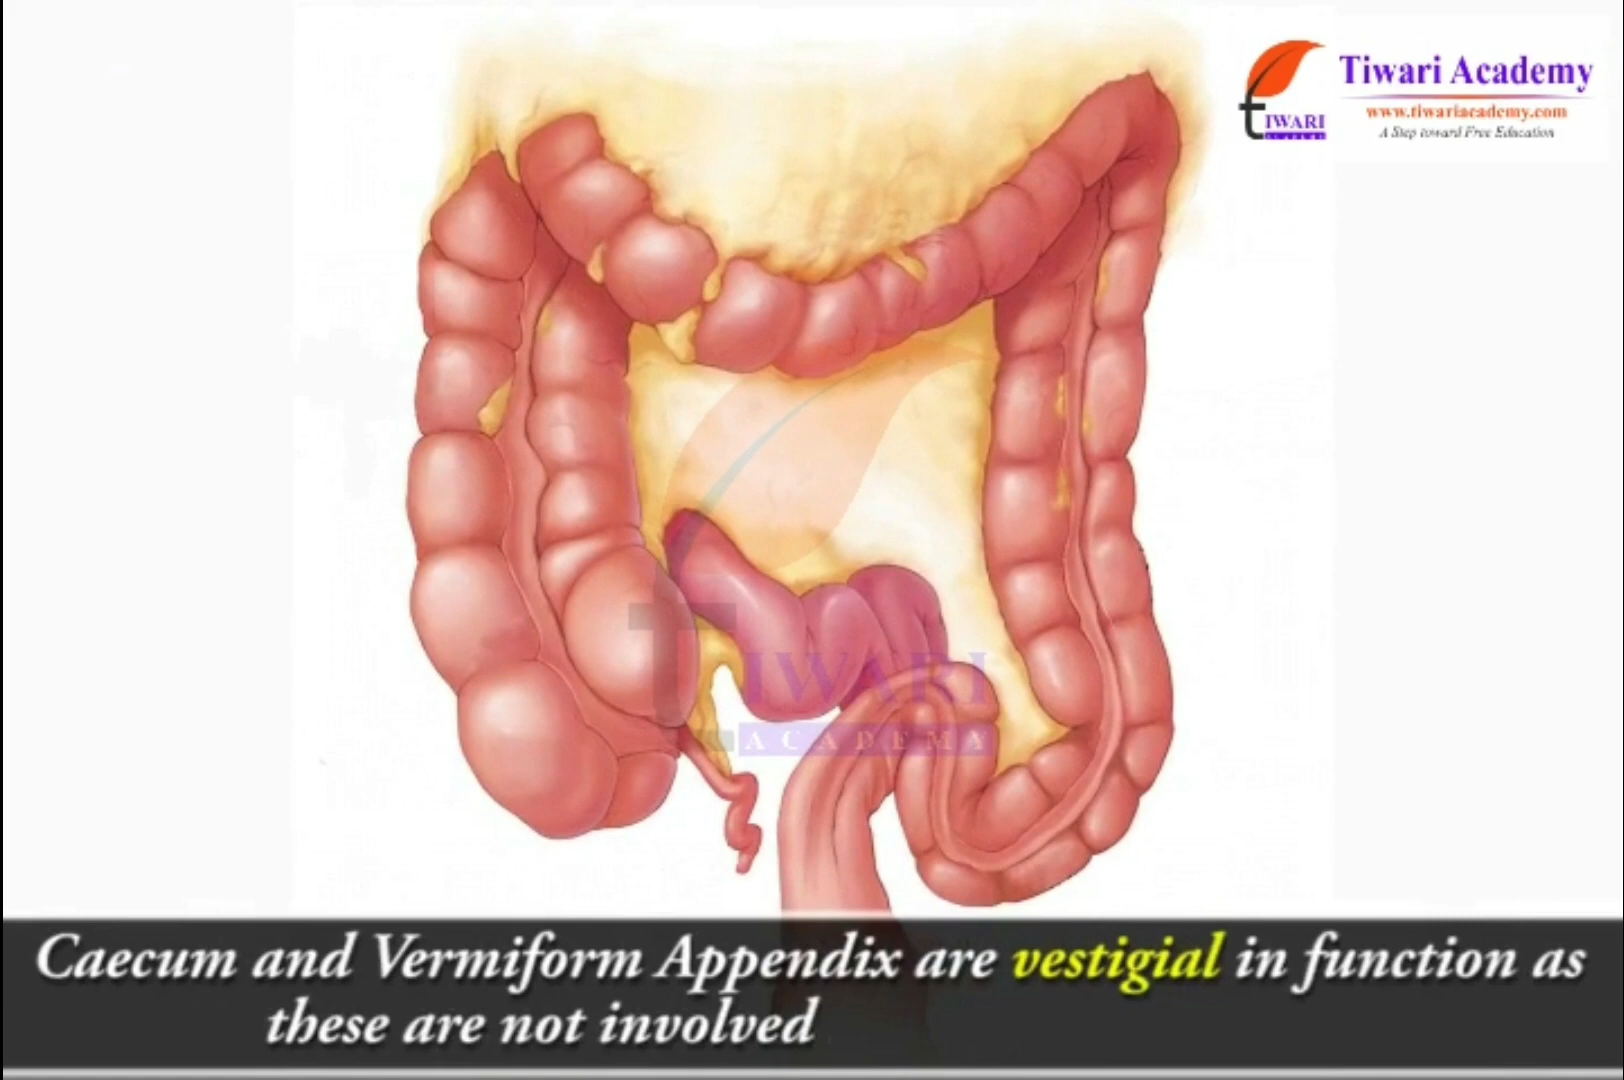 Tiwari Academy
www.tiwariacademy.com
A Step toward Free Education
tIWARI
ACADEMY
tIWARI
ACADEMY
Caecum and Vermiform Appendix are vestigial in function as
these are not involved